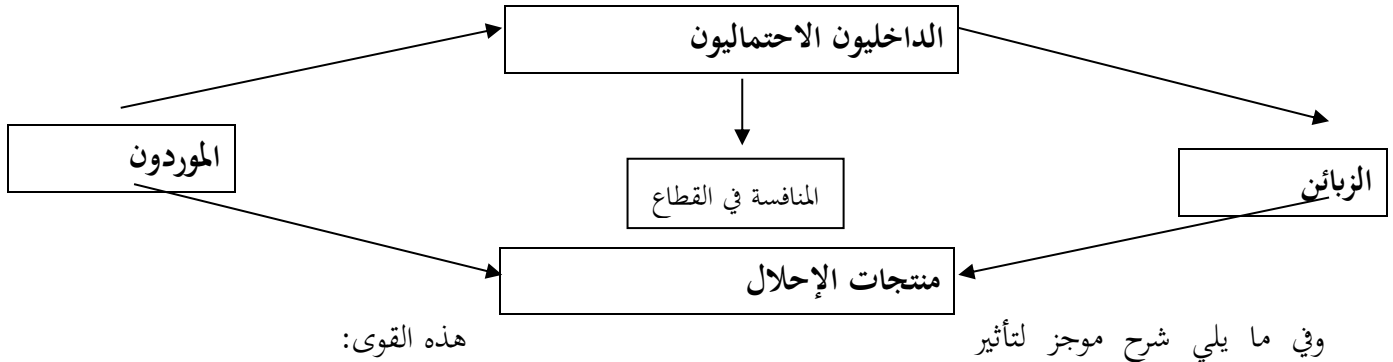 الداخليون الاحتماليون
الموردون
الزبائن
المنافسة في القطاع
منتجات الإحلال
وفي ما يلي شرح موجز لتأثير هذه القوى: